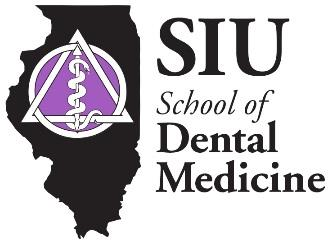 SIU
School of
Dental
Medicine